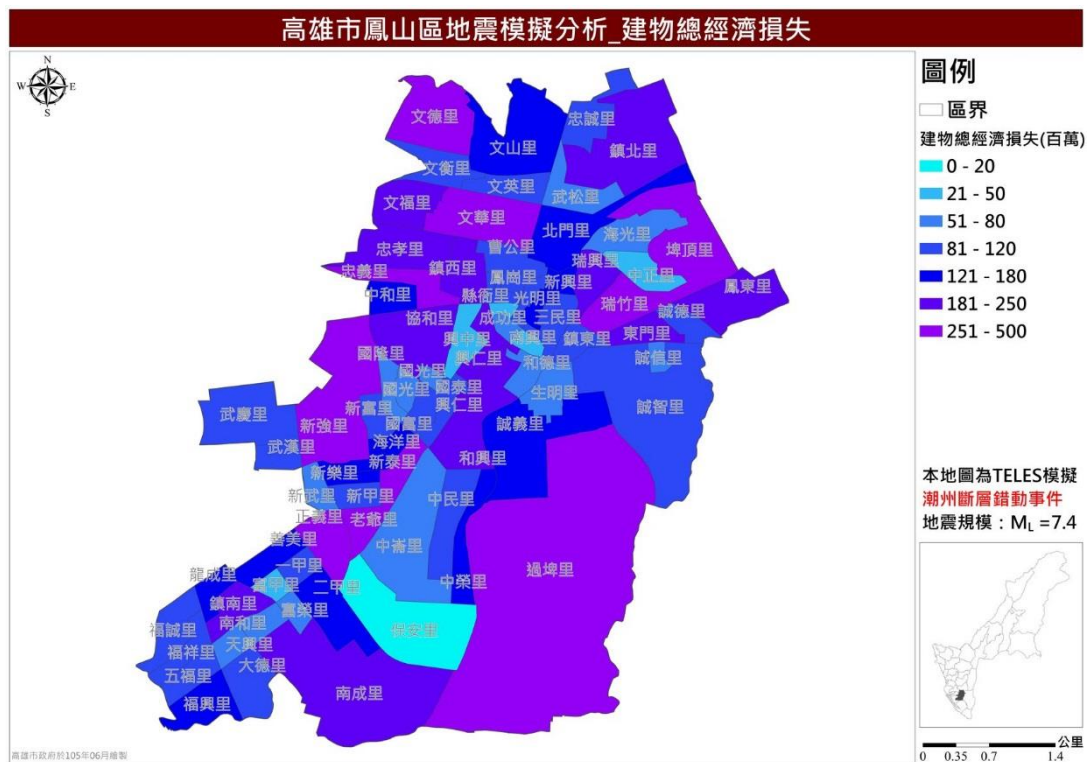 高雄市鳳山區地震模擬分析_建物總經濟損失
N
W
E
S
圖例
區界
建物總經濟損失(百萬)
0 - 20
21 - 50
51 - 80
81 - 120
121 - 180
181 - 250
251 - 500
文德里
文山里
忠誠里
鎮北里
文衡里
文英里
武松里
文福里
文華里
北門里
海光里
埤頂里
忠孝里
曹公里
忠義里
鎮西里
鳳崗里
瑞興里
中正里
新興里
鳳東里
中和里
縣衙里
光明里
瑞竹里
誠德里
協和里
成功里
三民里
興中里
南興里
鎮東里
東門里
國隆里
興仁里
和德里
誠信里
國光里
國光里
國泰里
生明里
新富里
興仁里
誠智里
武慶里
國富里
新強里
誠義里
武漢里
海洋里
新泰里
和興里
新樂里
新武里
新甲里
中民里
正義里
老爺里
善美里
中崙里
一甲里
過埤里
龍成里
富甲里
二甲里
中榮里
鎮南里
富榮里
福誠里
南和里
保安里
天興里
福祥里
大德里
五福里
南成里
福興里
本地圖為TELES模擬
潮州斷層錯動事件
地震規模：ML =7.4
公里
0 0.35 0.7 1.4
高雄市政府於105年06月繪製